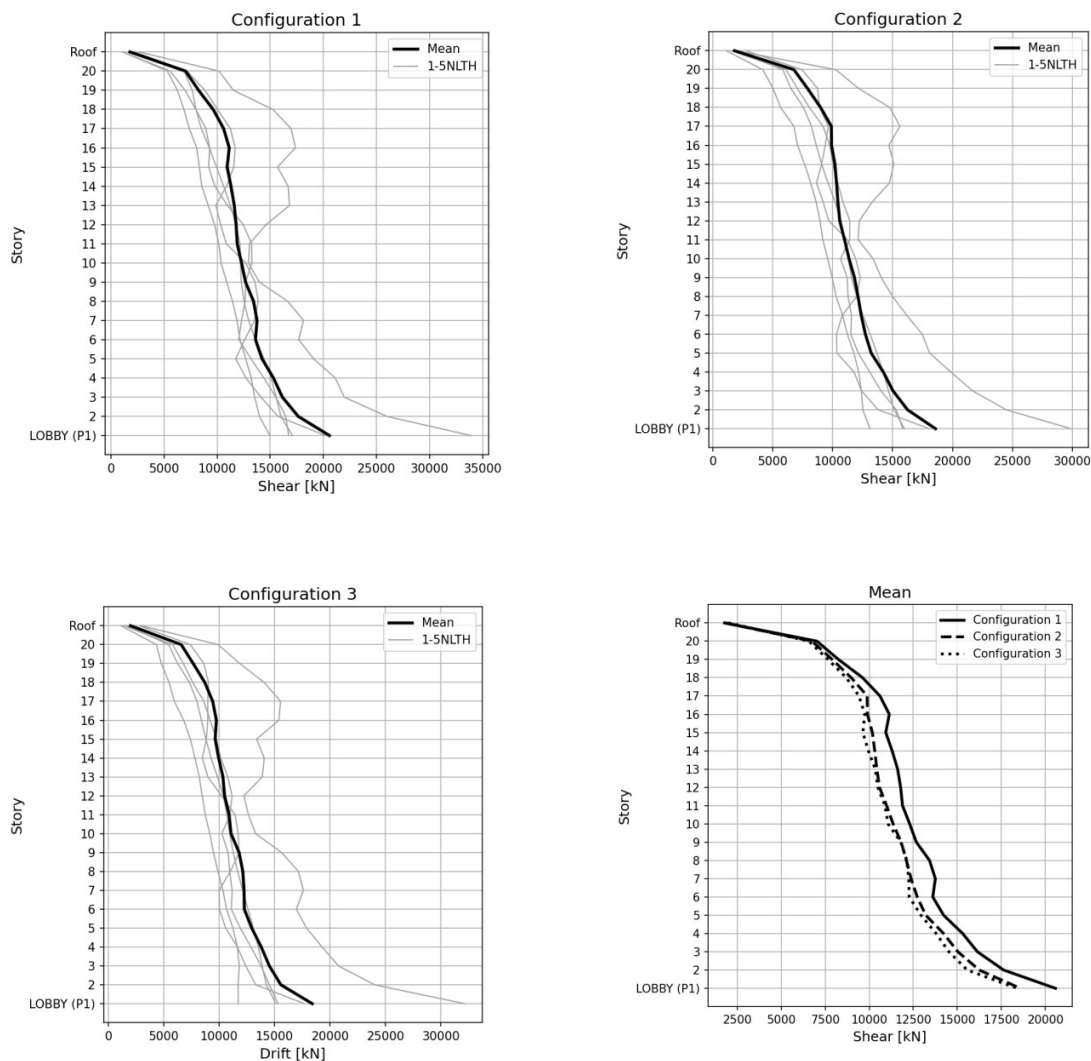 Configuration 1
Mean
1-5NLTH
Roof
20
19
18
17
16
15
14
13
12
11
10
9
8
7
6
5
4
3
2
LOBBY (P1)
Story
0 5000 10000 15000 20000 25000 30000 35000
Shear [kN]
Configuration 2
Mean
1-5NLTH
Roof
20
19
18
17
16
15
14
13
12
11
10
9
8
7
6
5
4
3
2
LOBBY (P1)
Story
0 5000 10000 15000 20000 25000 30000
Shear [kN]
Configuration 3
Mean
1-5NLTH
Roof
20
19
18
17
16
15
14
13
12
11
10
9
8
7
6
5
4
3
2
LOBBY (P1)
Story
0 5000 10000 15000 20000 25000 30000
Drift [kN]
Mean
Configuration 1
Configuration 2
Configuration 3
Roof
20
19
18
17
16
15
14
13
12
11
10
9
8
7
6
5
4
3
2
LOBBY (P1)
Story
2500 5000 7500 10000 12500 15000 17500 20000
Shear [kN]